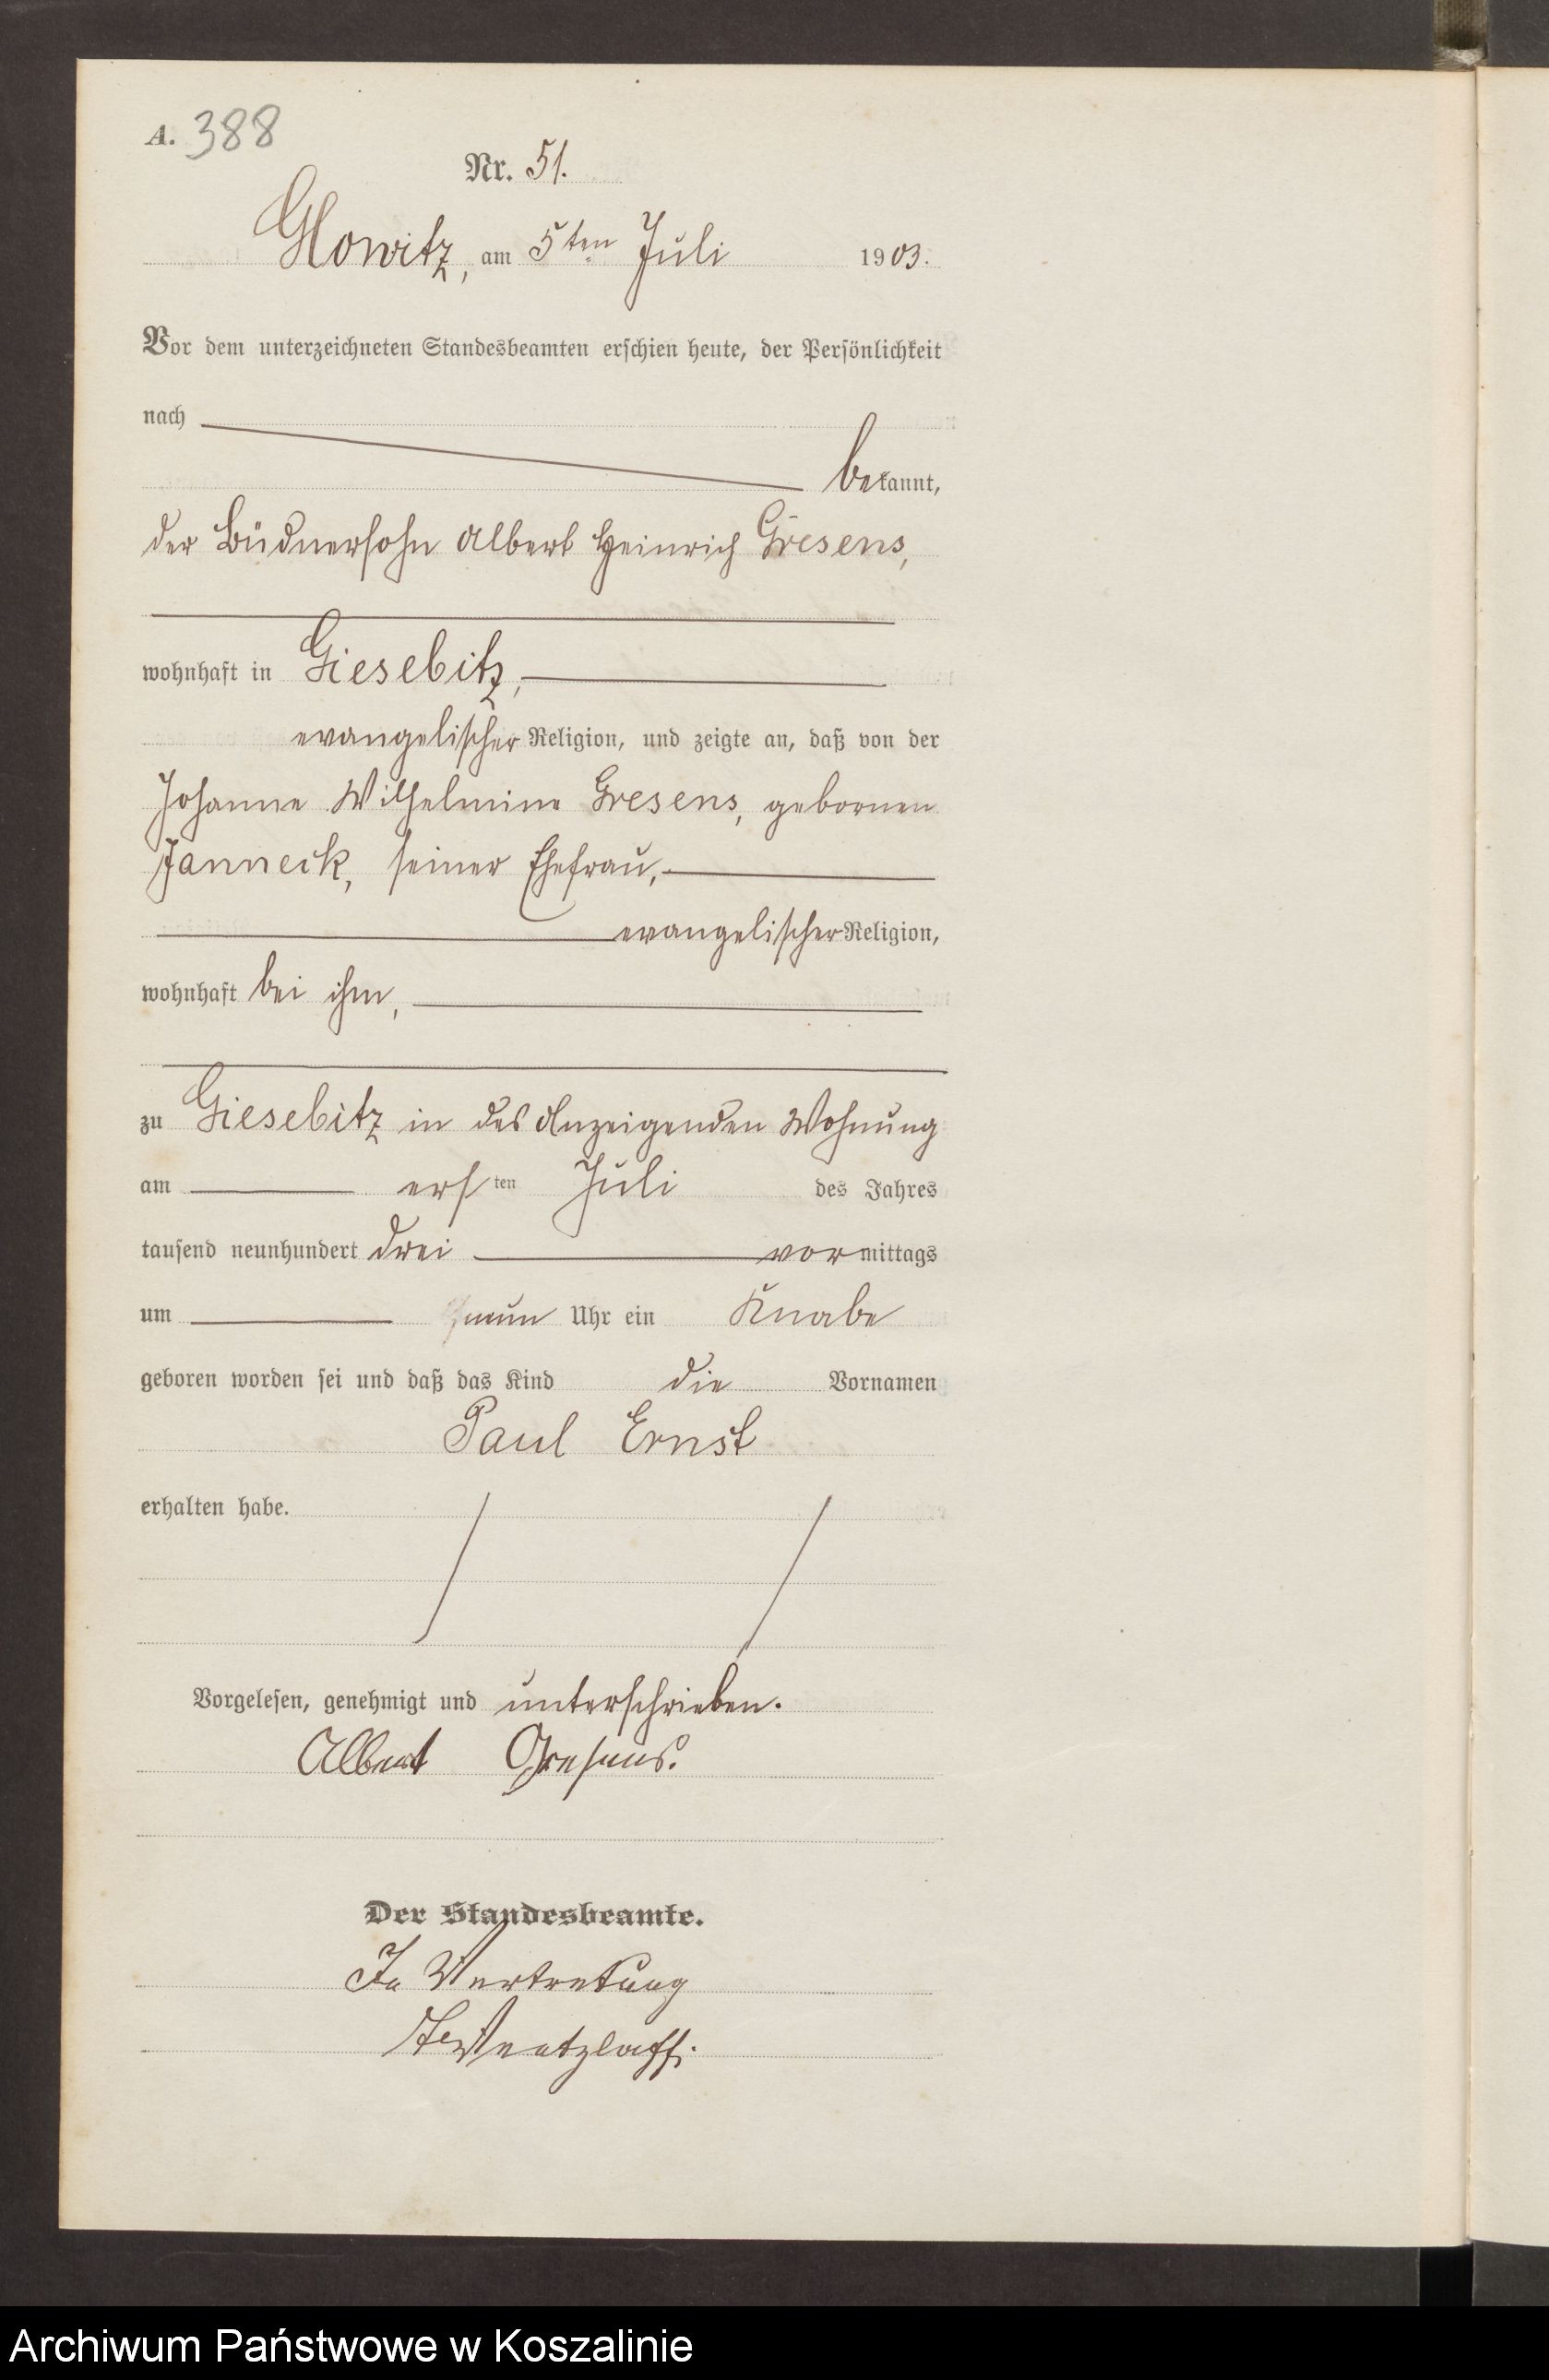 A. 388
Nr. 51.
Glowitz, am 5ten Juli 1903.
Vor dem unterzeichneten Standesbeamten erschien heute, der Persönlichkeit
nach
bekannt,
der Büdnersohn Albert Heinrich Gresens,
wohnhaft in Giesebitz,
evangelischer Religion, und zeigte an, daß von der
Johanne Wilhelmine Gresens, gebornen
Janneck, seiner Ehefrau,
evangelischer Religion,
wohnhaft bei ihm,
zu Giesebitz in des Anzeigenden Wohnung
am ersten Juli des Jahres
tausend neunhundert drei vormittags
um neun Uhr ein Knabe
geboren worden sei und daß das Kind die Vornamen
Paul Ernst
erhalten habe.
Vorgelesen, genehmigt und unterschrieben.
Albert Gresens.
Der Standesbeamte.
In Vertretung
Archiwum Państwowe w Koszalinie